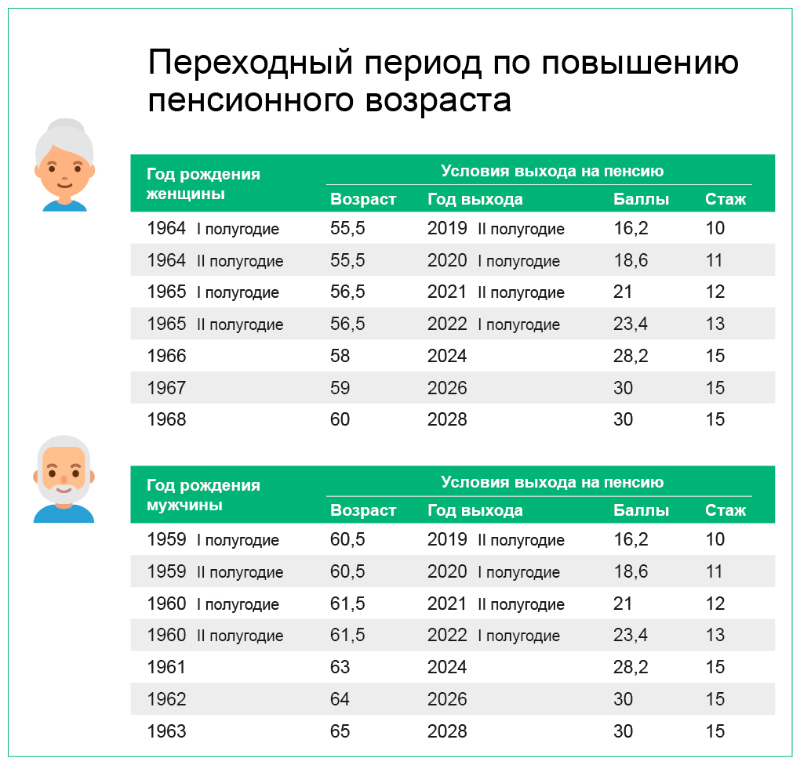 Переходный период по повышению
пенсионного возраста
Год рождения
женщины
Условия выхода на пенсию
Возраст Год выхода Баллы Стаж
1964 I полугодие 55,5 2019 II полугодие 16,2 10
1964 II полугодие 55,5 2020 I полугодие 18,6 11
1965 I полугодие 56,5 2021 II полугодие 21 12
1965 II полугодие 56,5 2022 I полугодие 23,4 13
1966 58 2024 28,2 15
1967 59 2026 30 15
1968 60 2028 30 15
Год рождения
мужчины
Условия выхода на пенсию
Возраст Год выхода Баллы Стаж
1959 I полугодие 60,5 2019 II полугодие 16,2 10
1959 II полугодие 60,5 2020 I полугодие 18,6 11
1960 I полугодие 61,5 2021 II полугодие 21 12
1960 II полугодие 61,5 2022 I полугодие 23,4 13
1961 63 2024 28,2 15
1962 64 2026 30 15
1963 65 2028 30 15